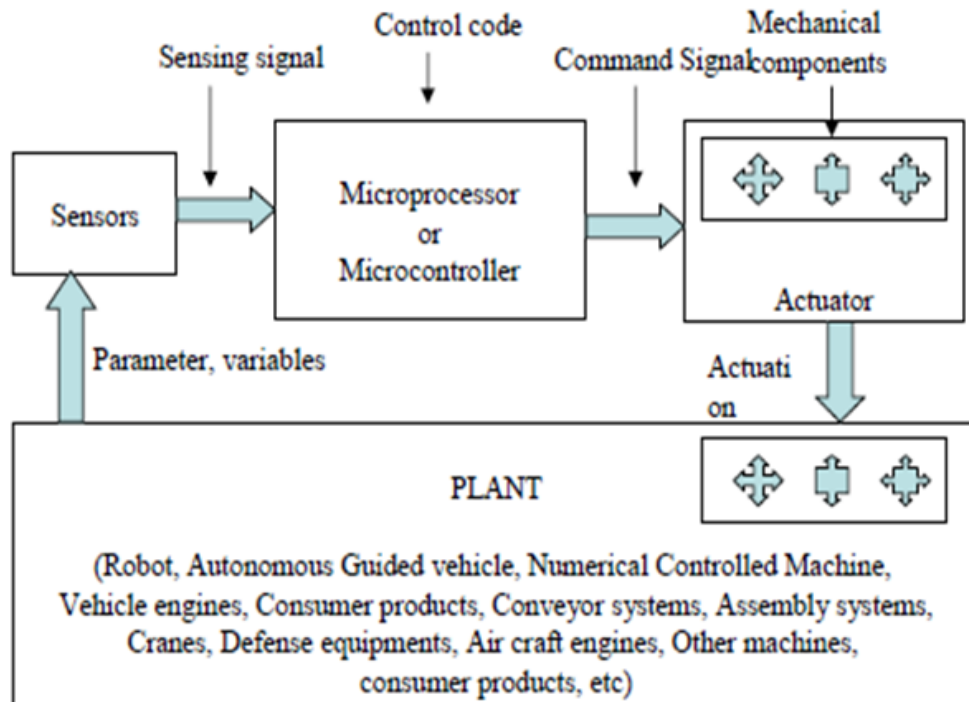 Control code
Mechanical
components
Sensing signal
Command Signal
Sensors
Microprocessor
or
Microcontroller
Actuator
Parameter, variables
Actuati
on
PLANT
(Robot, Autonomous Guided vehicle, Numerical Controlled Machine,
Vehicle engines, Consumer products, Conveyor systems, Assembly systems,
Cranes, Defense equipments, Air craft engines, Other machines,
consumer products, etc)